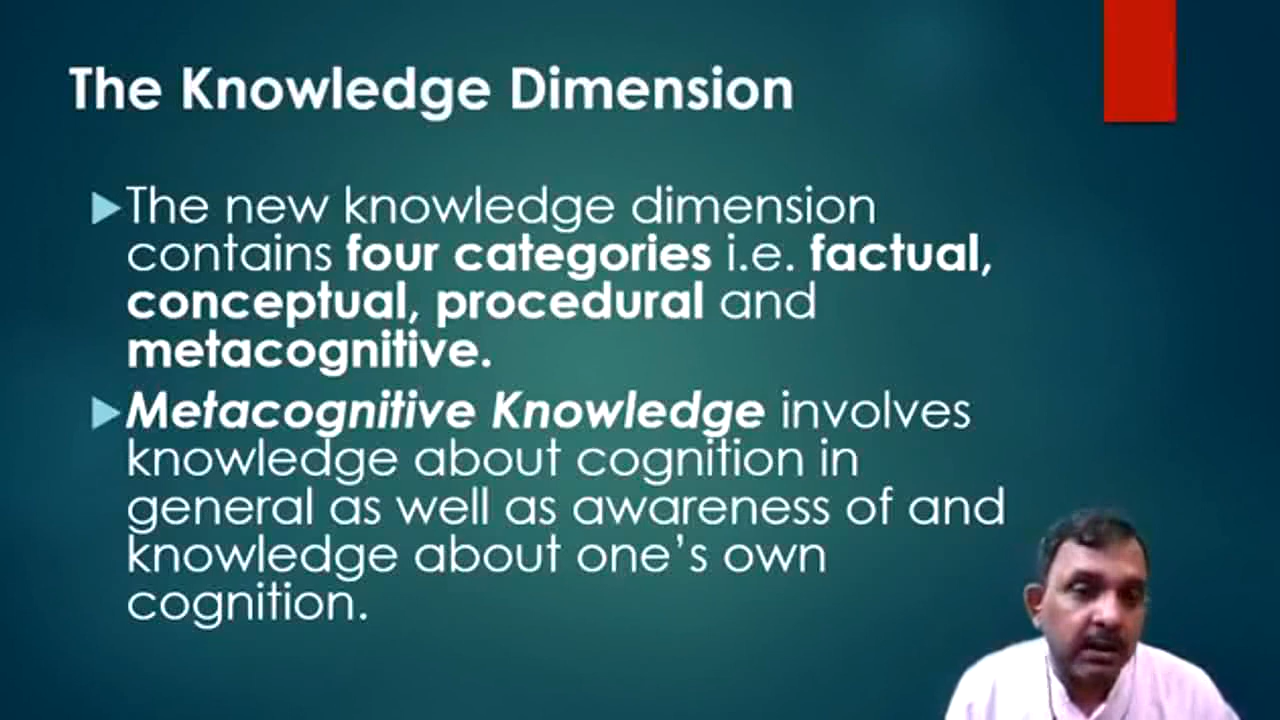 The Knowledge Dimension
The new knowledge dimension
contains four categories i.e. factual,
conceptual, procedural and
metacognitive.
Metacognitive Knowledge involves
knowledge about cognition in
general as well as awareness of and
knowledge about one's own
cognition.